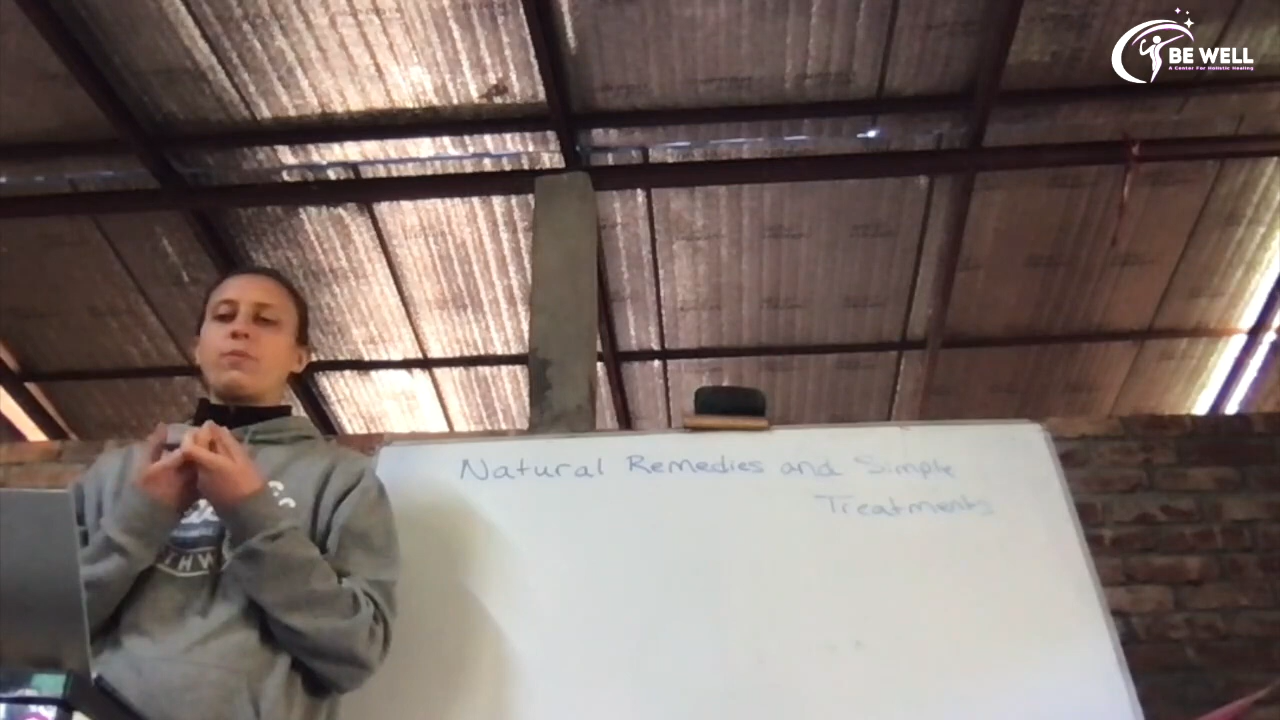 BE WELL
A Center For Holistic Healing
Natural Remedies and Simple
Treatments